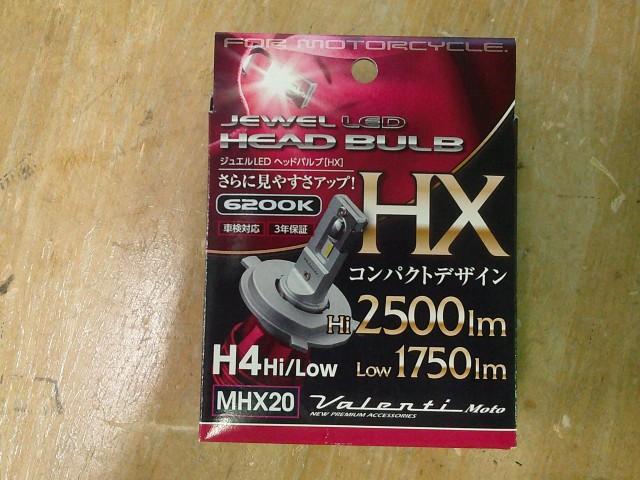 FOR MOTORCYCLE.
JEWEL LED
HEAD BULB
ジュエルLED ヘッドバルブ[HX]
さらに見やすさアップ!
6200K
HX
車検対応 3年保証
コンパクトデザイン
Hi 2500lm
H4 Hi/Low
Low 1750lm
MHX20
Valenti Moto
NEW PREMIUM ACCESSORIES